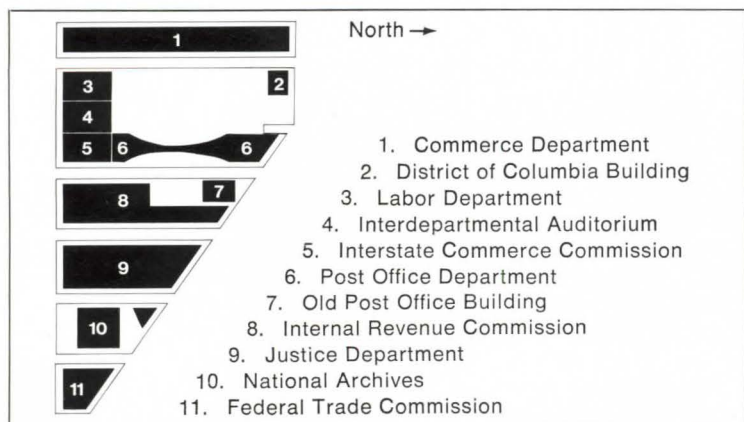 North →
1
3
2
4
5 6 6
8 7
9
10
11
1. Commerce Department
2. District of Columbia Building
3. Labor Department
4. Interdepartmental Auditorium
5. Interstate Commerce Commission
6. Post Office Department
7. Old Post Office Building
8. Internal Revenue Commission
9. Justice Department
10. National Archives
11. Federal Trade Commission